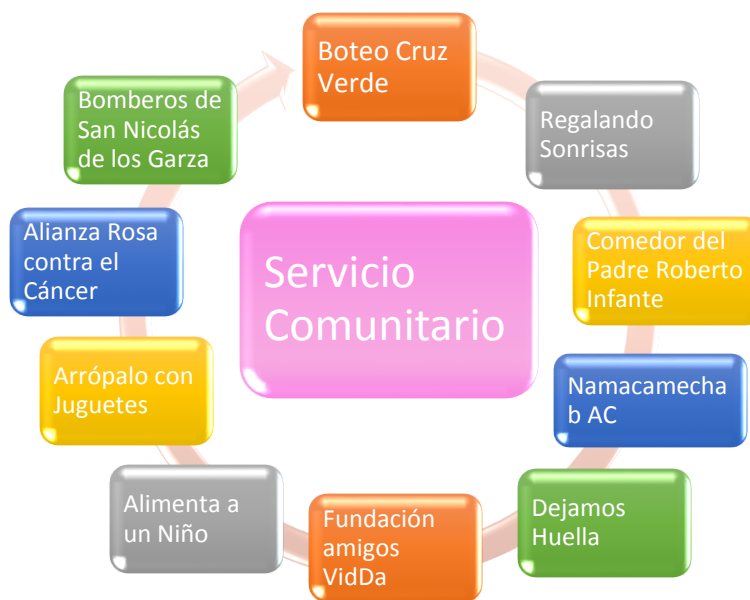 Boteo Cruz
Verde
Regalando
Sonrisas
Comedor del
Padre Roberto
Infante
Namacamecha
b AC
Dejamos
Huella
Fundación
amigos
VidDa
Alimenta a
un Niño
Arrópalo con
Juguetes
Alianza Rosa
contra el
Cáncer
Bomberos de
San Nicolás
de los Garza
Servicio
Comunitario